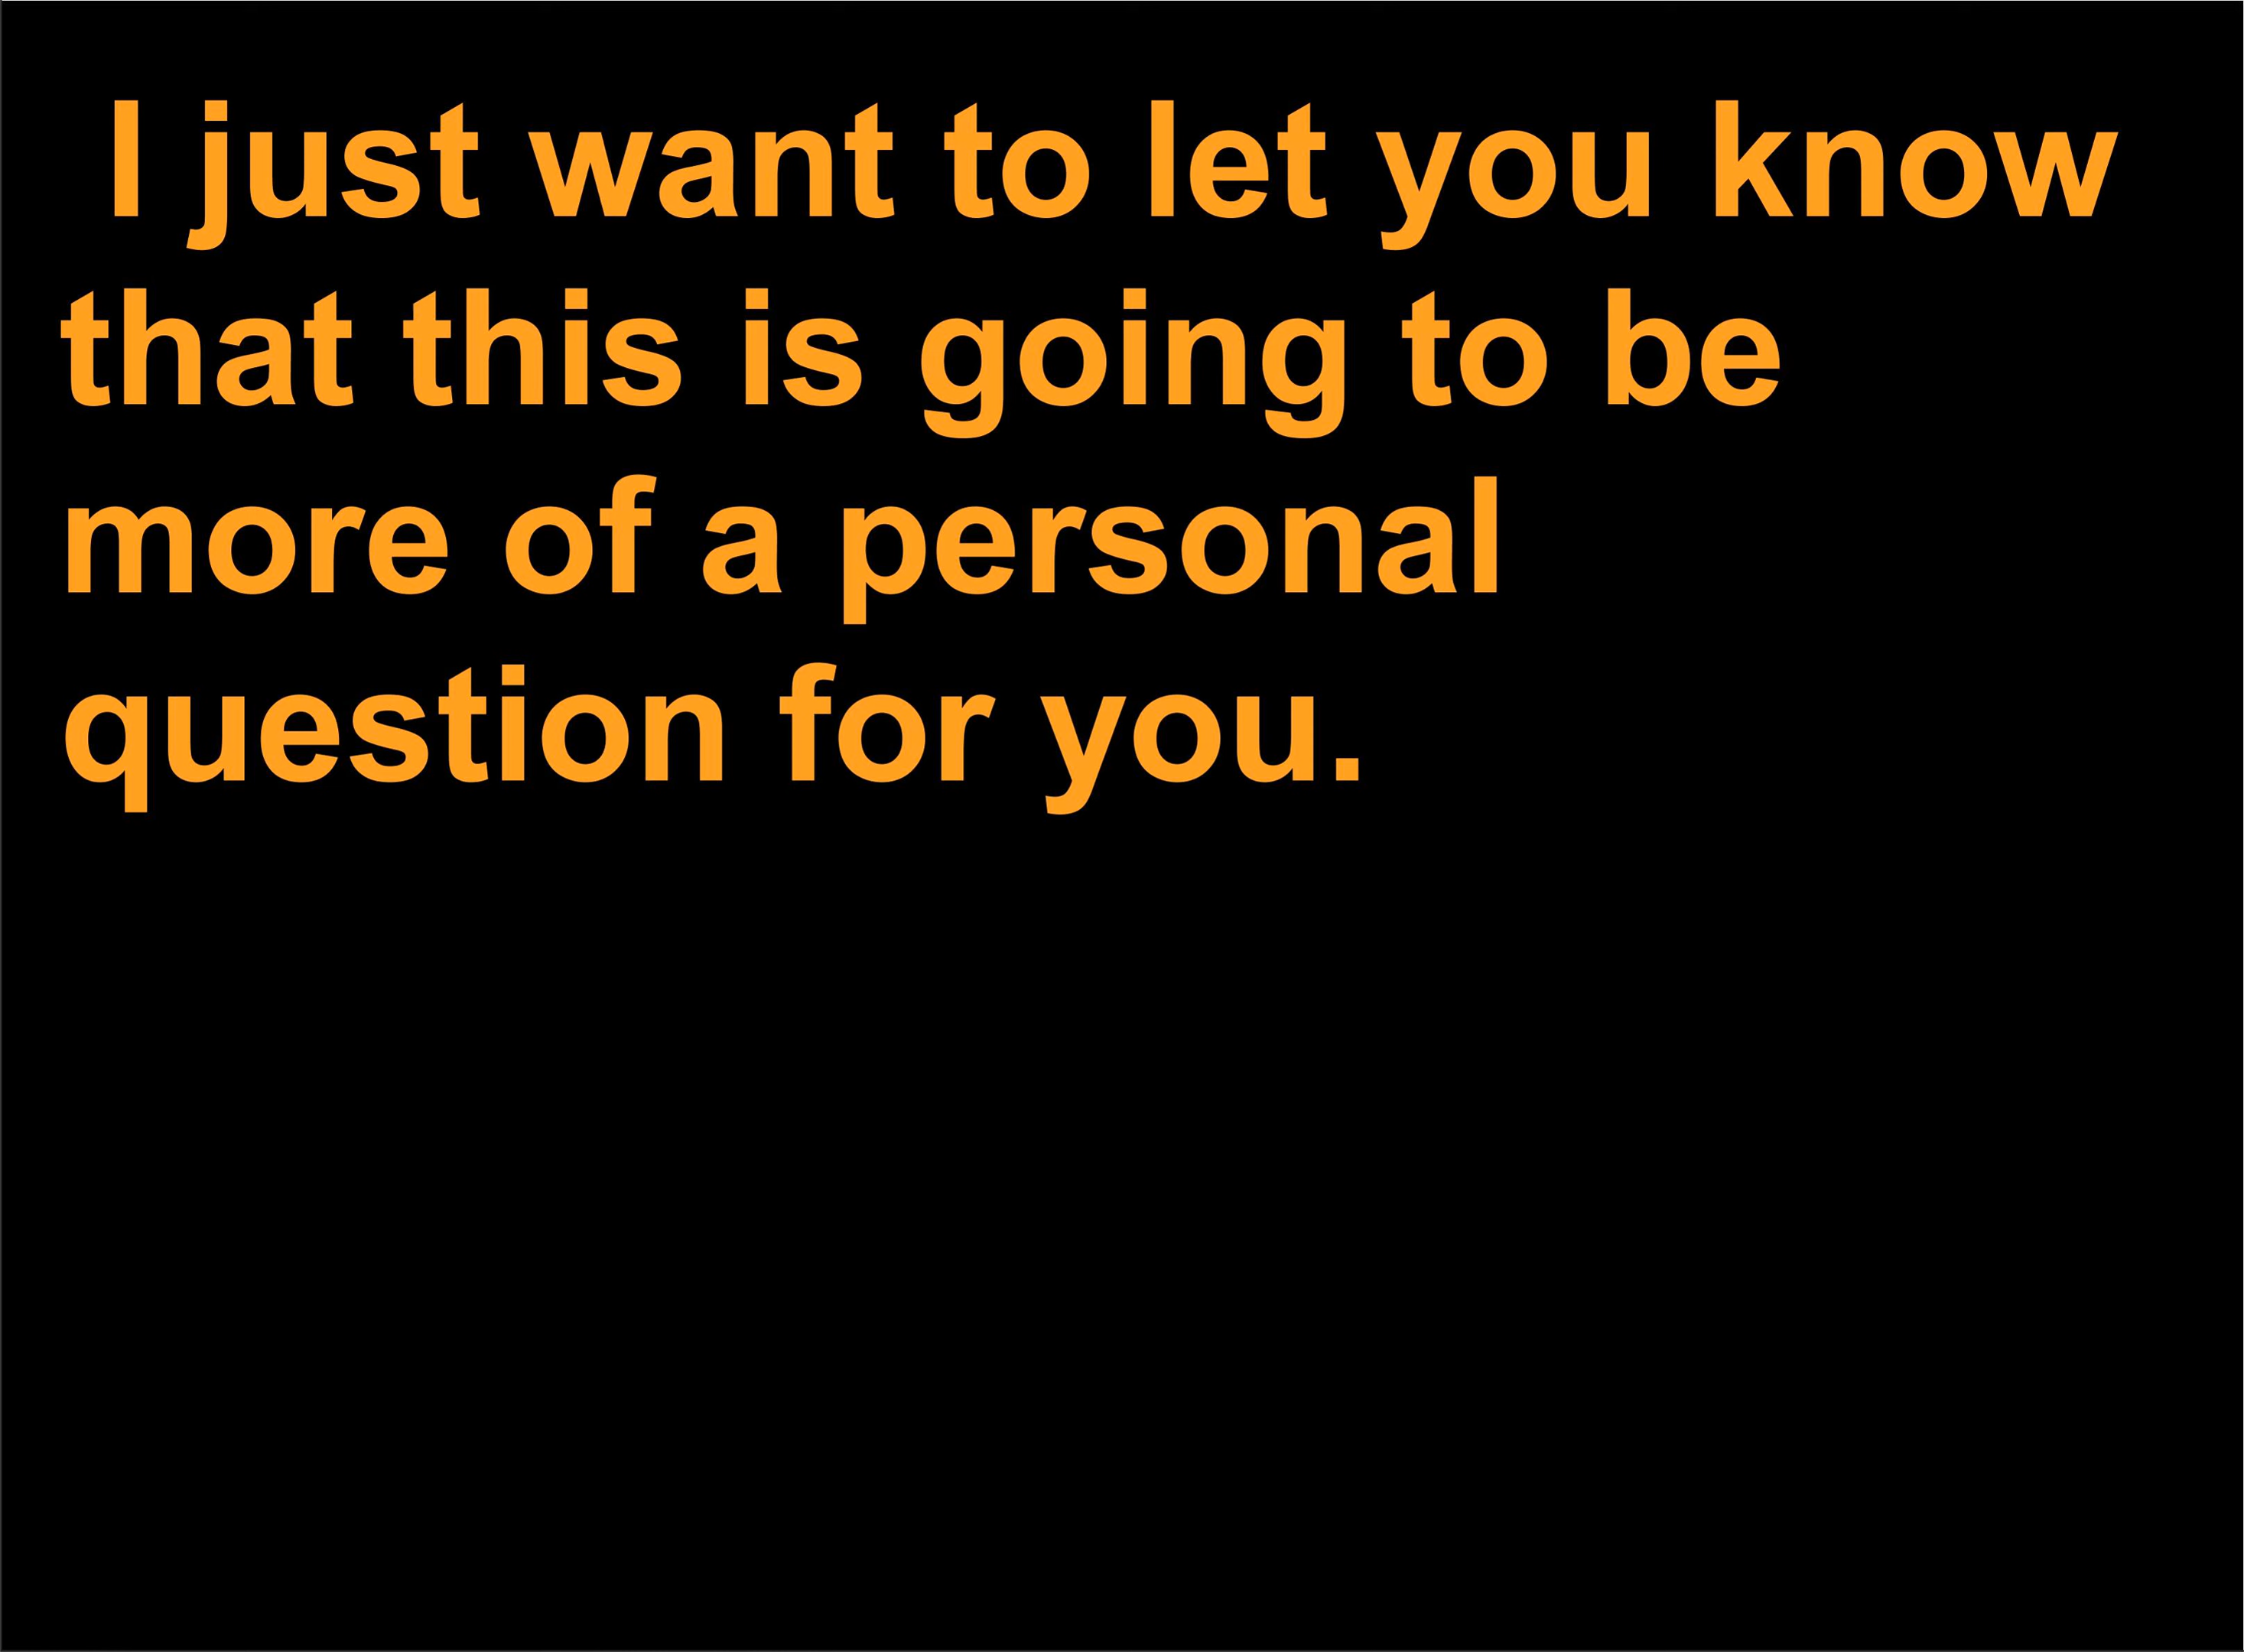 I just want to let you know
that this is going to be
more of a personal
question for you.